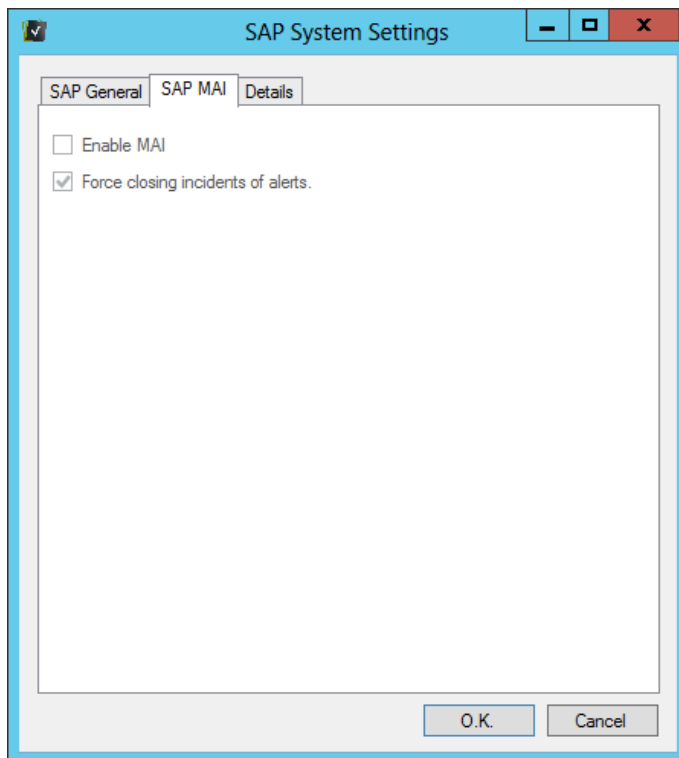 SAP System Settings
SAP General SAP MAI Details
Enable MAI
Force closing incidents of alerts.
O.K. Cancel